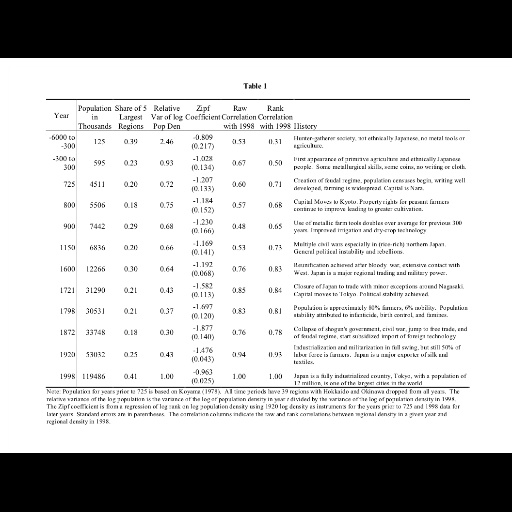 Table 1
Year Population in Thousands Share of 5 Largest Regions Relative Var of log Pop Den Zipf Coefficient Raw Correlation with 1998 Rank Correlation with 1998 History
-6000 to -300 125 0.39 2.46 -0.809 (0.217) 0.53 0.31 Hunter-gatherer society, not ethnically Japanese, no metal tools or agriculture.
-300 to 300 595 0.23 0.93 -1.028 (0.134) 0.67 0.50 First appearance of primitive agriculture and ethnically Japanese people. Some metallurgical skills, some coins, no writing or cloth.
725 4511 0.20 0.72 -1.207 (0.133) 0.60 0.71 Creation of feudal regime, population censuses begin, writing well developed, farming is widespread. Capital is Nara.
800 5506 0.18 0.75 -1.184 (0.152) 0.57 0.68 Capital Moves to Kyoto. Property rights for peasant farmers continue to improve leading to greater cultivation.
900 7442 0.29 0.68 -1.230 (0.166) 0.48 0.65 Use of metallic farm tools doubles over average for previous 300 years. Improved irrigation and dry-crop technology
1150 6836 0.20 0.66 -1.169 (0.141) 0.53 0.73 Multiple civil wars especially in (rice-rich) northern Japan. General political instability and rebellions.
1600 12266 0.30 0.64 -1.192 (0.068) 0.76 0.83 Reunification achieved after bloody war, extensive contact with West. Japan is a major regional trading and military power.
1721 31290 0.21 0.43 -1.582 (0.113) 0.85 0.84 Closure of Japan to trade with minor exceptions around Nagasaki. Capital moves to Tokyo. Political stability achieved.
1798 30531 0.21 0.37 -1.697 (0.120) 0.83 0.81 Population is approximately 80% farmers, 6% nobility. Population stability attributed to infanticide, birth control, and famines.
1872 33748 0.18 0.30 -1.877 (0.140) 0.76 0.78 Collapse of shogun's government, civil war, jump to free trade, end of feudal regime, start subsidized import of foreign technology
1920 53032 0.25 0.43 -1.476 (0.043) 0.94 0.93 Industrialization and militarization in full swing, but still 50% of labor force is farmers. Japan is a major exporter of silk and textiles.
1998 119486 0.41 1.00 -0.963 (0.025) 1.00 1.00 Japan is a fully industrialized country, Tokyo, with a population of 12 million, is one of the largest cities in the world
Note: Population for years prior to 725 is based on Koyama (1978). All time periods have 39 regions with Hokkaido and Okinawa dropped from all years. The
relative variance of the log population is the variance of the log of population density in year t divided by the variance of the log of population density in 1998.
The Zipf coefficient is from a regression of log rank on log population density using 1920 log density as instruments for the years prior to 725 and 1998 data for
later years. Standard errors are in parentheses. The correlation columns indicate the raw and rank correlations between regional density in a given year and
regional density in 1998.